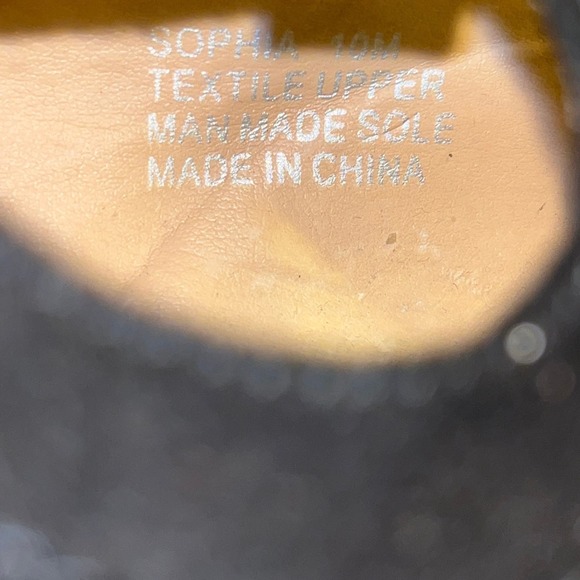 SOPHIA 10M
TEXTILE UPPER
MAN MADE SOLE
MADE IN CHINA